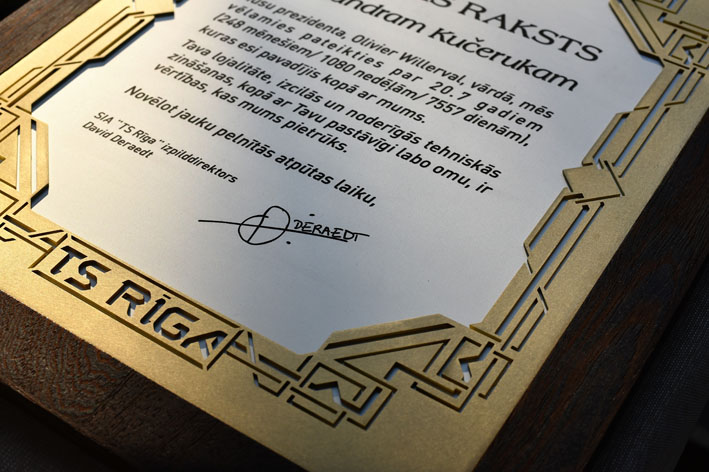 RAKSTS
Kučerukam
prezidenta, Olivier Willerval, vārdā, mēs
vēlamies pateikties par 20,7 gadiem
(248 mēnešiem/ 1080 nedēļām/ 7557 dienām),
kuras esi pavadījis kopā ar mums.
Tava lojalitāte, izcilās un noderīgās tehniskās
zināšanas, kopā ar Tavu pastāvīgi labo omu, ir
vērtības, kas mums pietrūks.
Novēlot jauku pelnītās atpūtas laiku,
SIA "TS Rīga" izpilddirektors
David Deraedt
DERAEDT
TS RĪGA